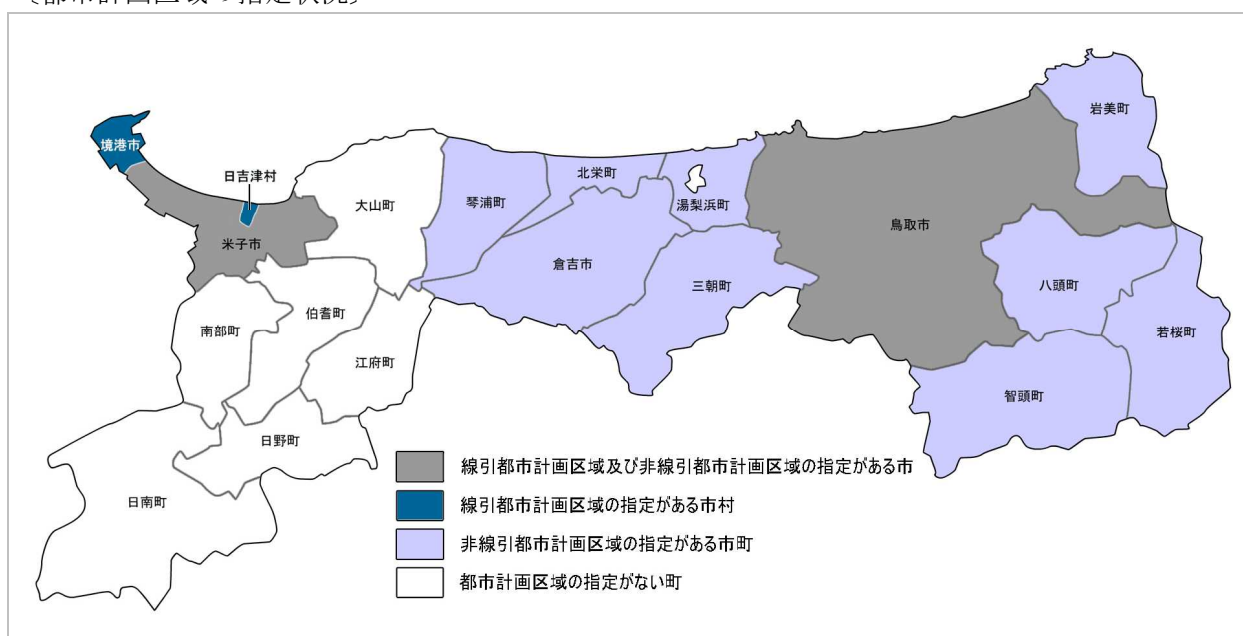 〔都市計画区域の指定状況〕
岩美町
境港市
日吉津村
大山町
琴浦町
北栄町
湯梨浜町
鳥取市
米子市
倉吉市
三朝町
八頭町
伯耆町
南部町
江府町
若桜町
智頭町
日野町
日南町
線引都市計画区域及び非線引都市計画区域の指定がある市
線引都市計画区域の指定がある市村
非線引都市計画区域の指定がある市町
都市計画区域の指定がない町